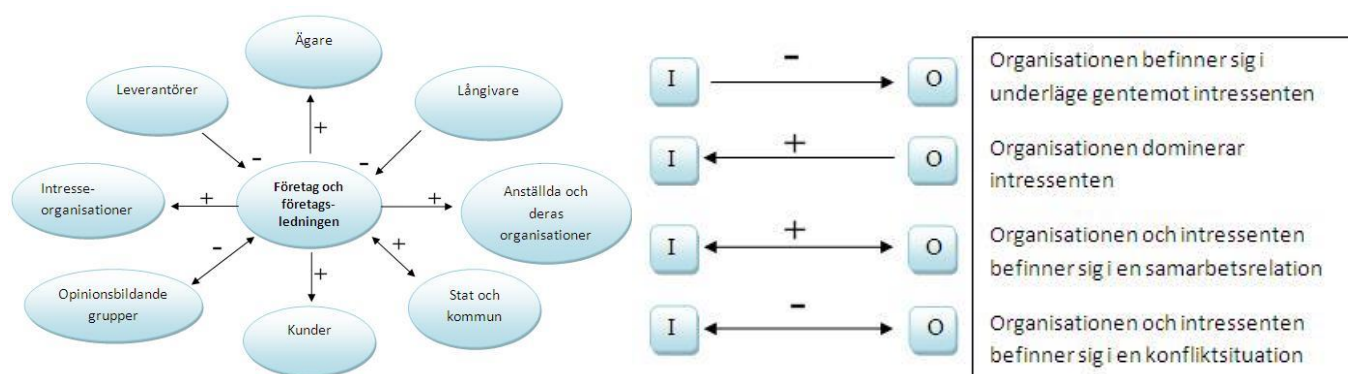 Ägare
Leverantörer
Långivare
+
-
-
Intresse-
organisationer
+
Företag och
företags-
ledningen
+
Anställda och
deras
organisationer
-
+
+
Opinionsbildande
grupper
Kunder
Stat och
kommun
I
-
O
Organisationen befinner sig i
underläge gentemot intressenten
I
+
O
Organisationen dominerar
intressenten
I
+
O
Organisationen och intressenten
befinner sig i en samarbetsrelation
I
-
O
Organisationen och intressenten
befinner sig i en konfliktsituation